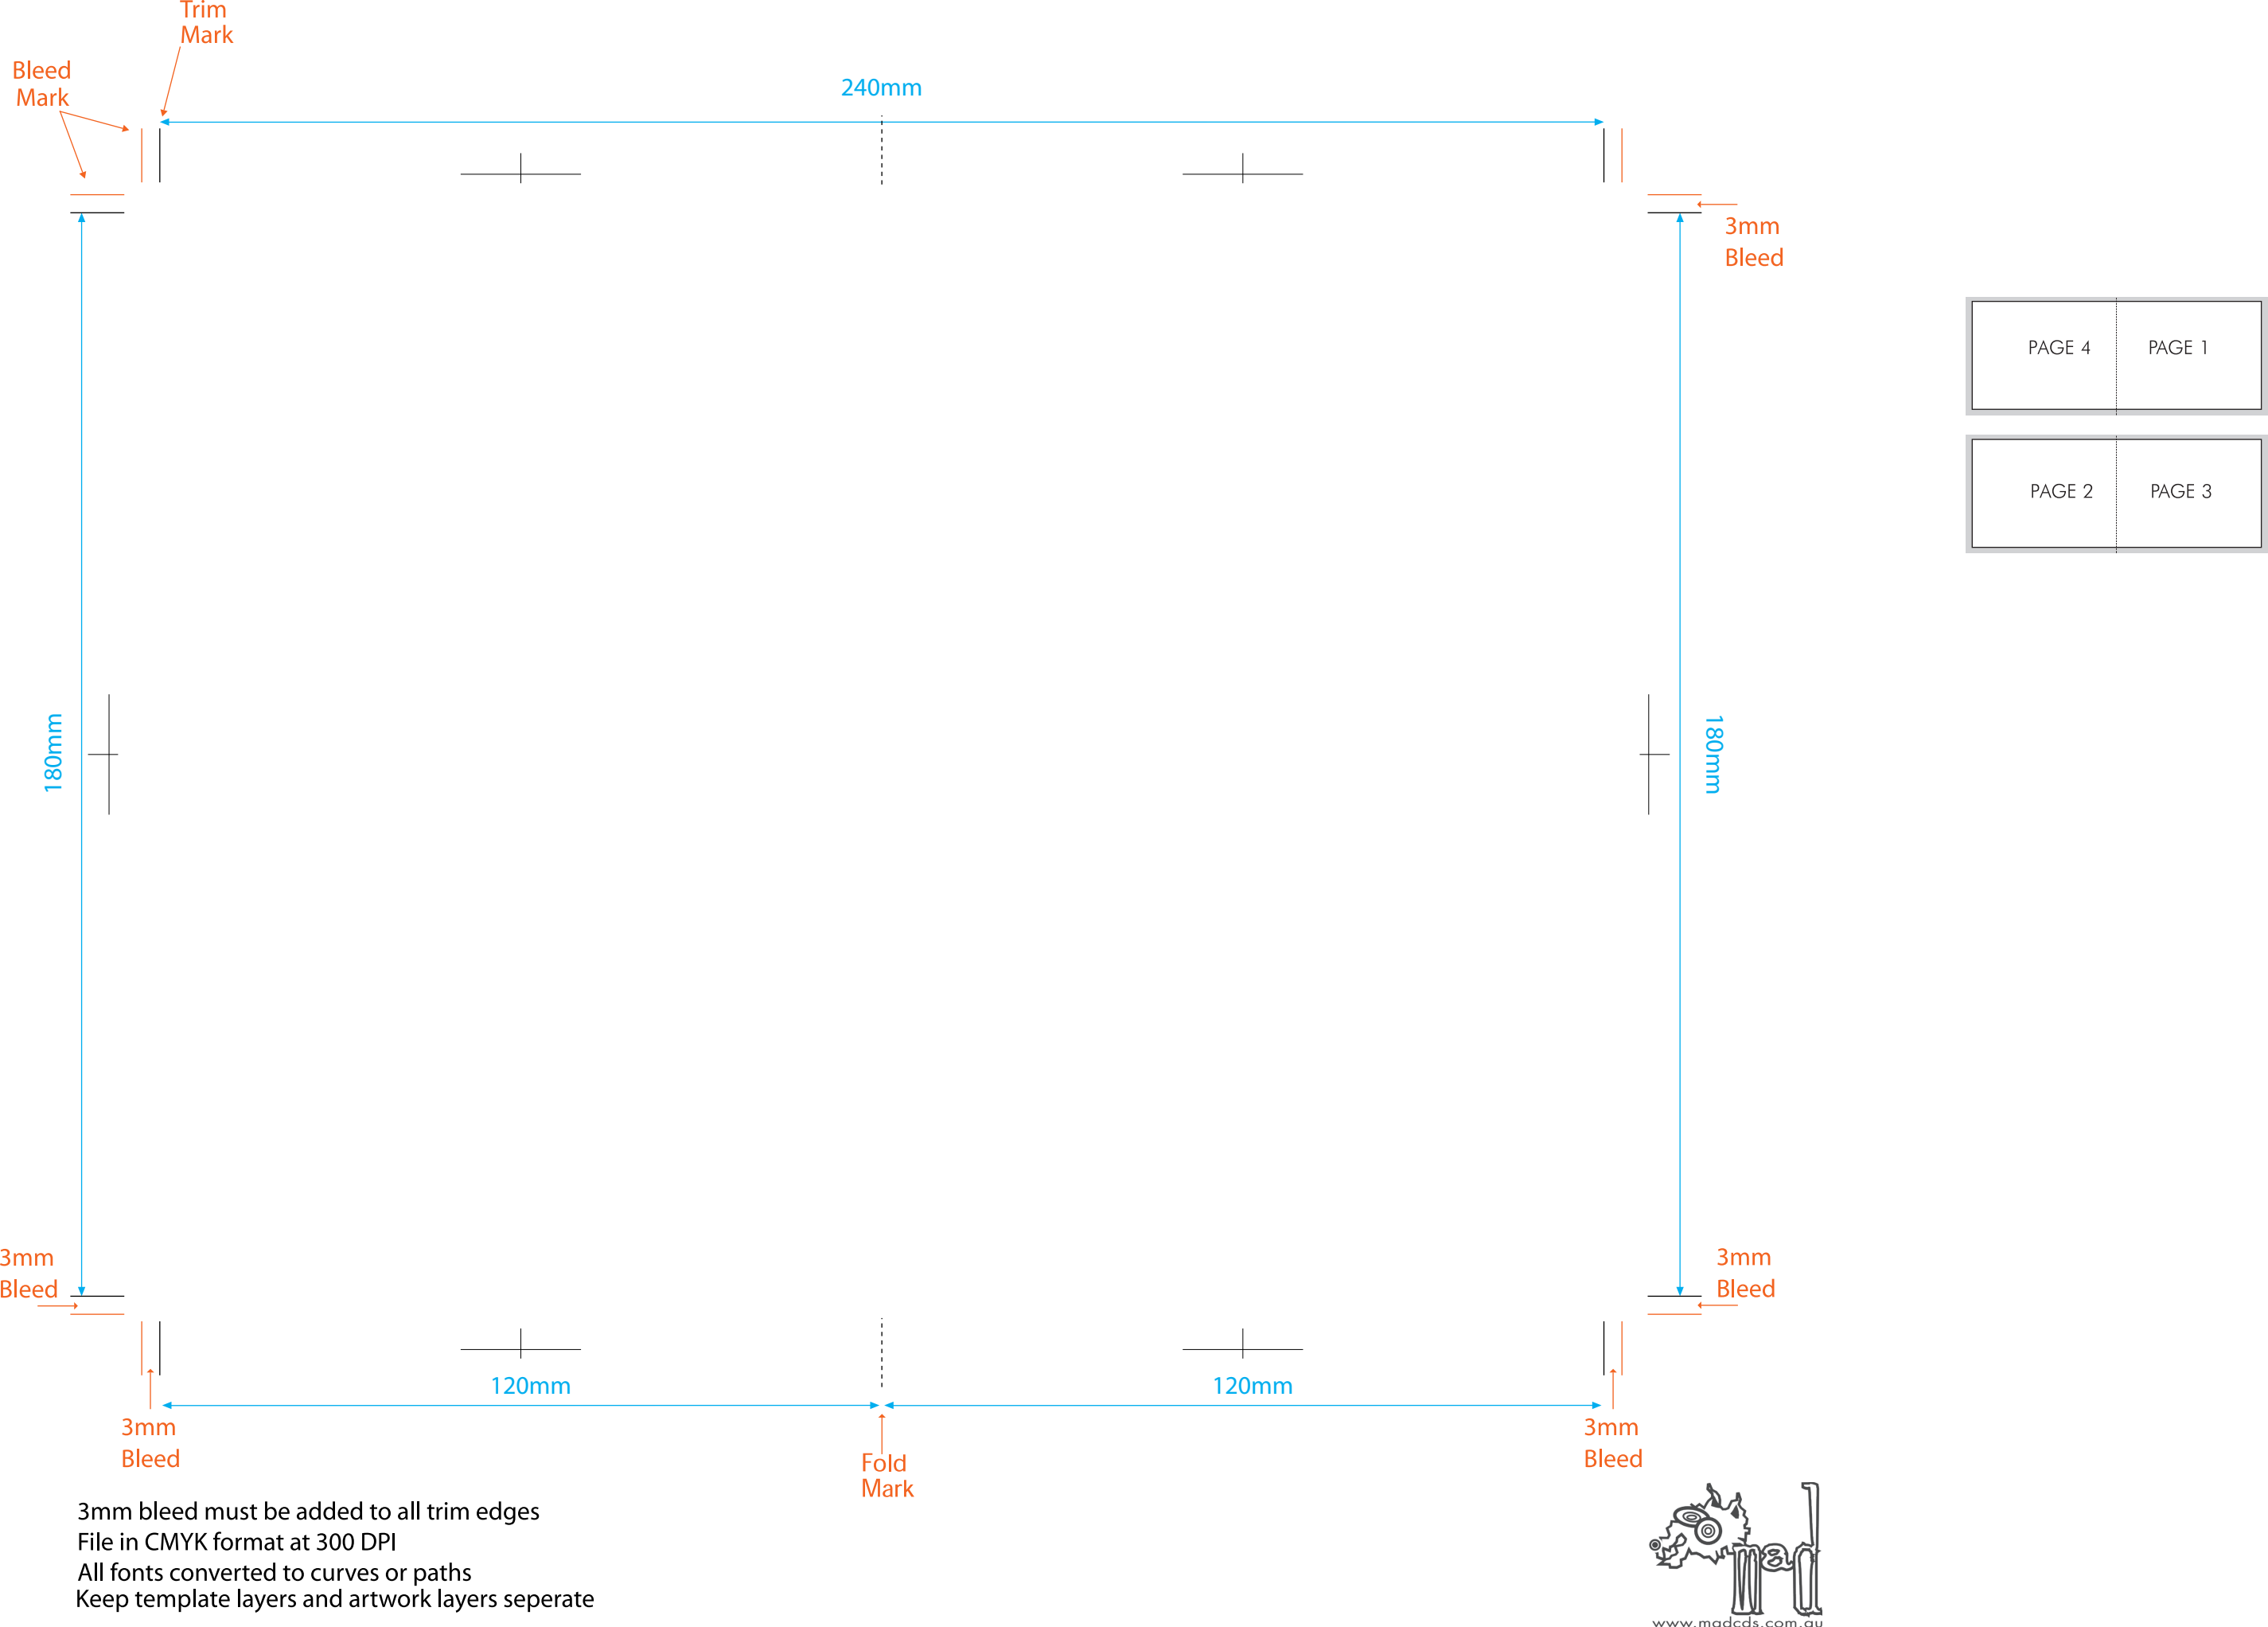 Trim
Mark
Bleed
Mark
240mm
3mm
Bleed
PAGE 4
PAGE 1
PAGE 2
PAGE 3
180mm
180mm
3mm
Bleed
3mm
Bleed
120mm
120mm
3mm
Bleed
Fold
Mark
3mm
Bleed
3mm bleed must be added to all trim edges
File in CMYK format at 300 DPI
All fonts converted to curves or paths
Keep template layers and artwork layers seperate
mad
www.madcds.com.au